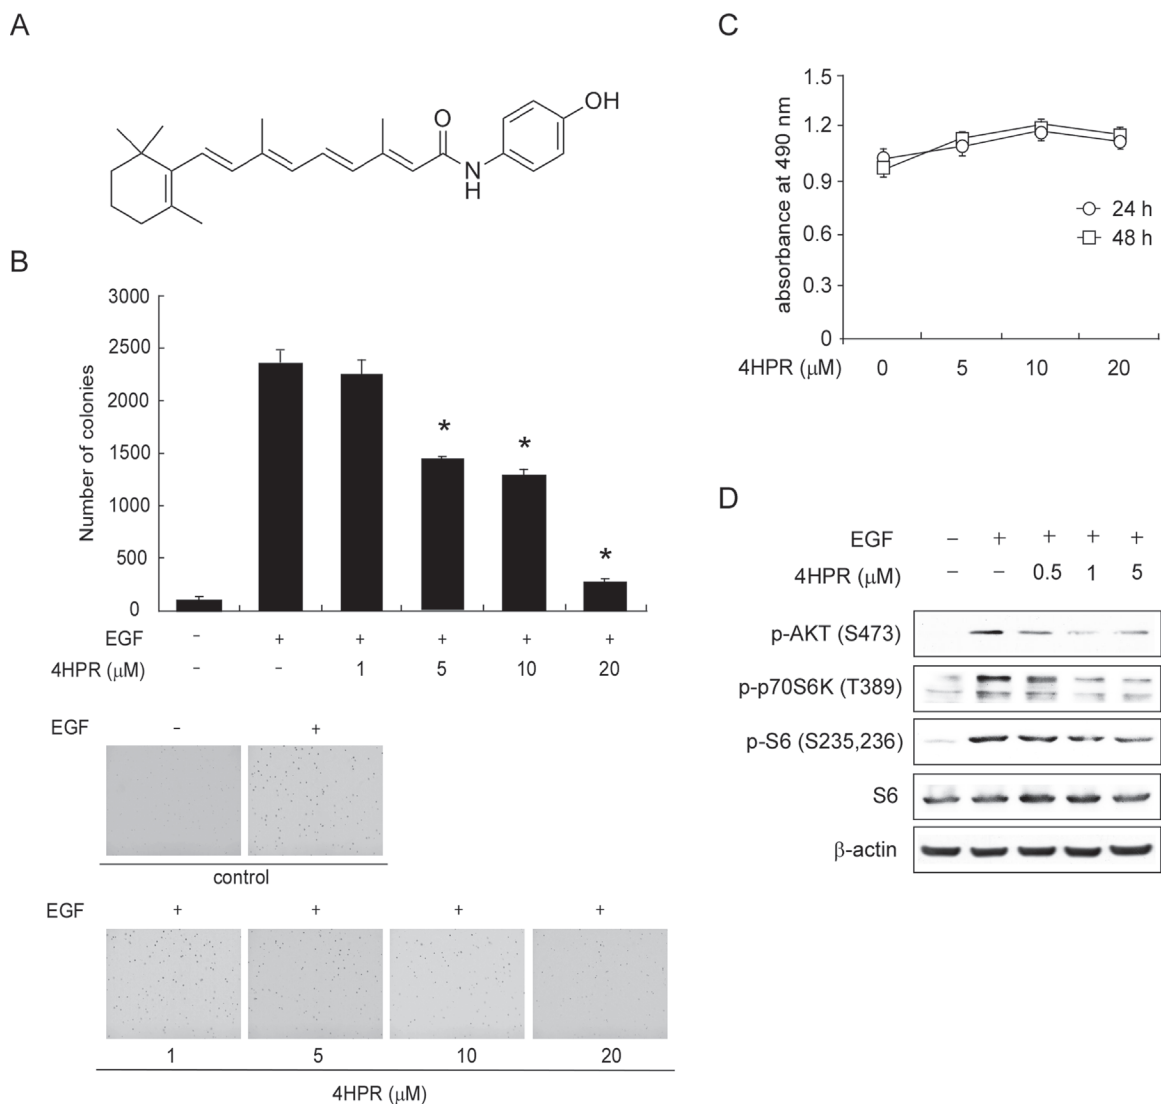 A
O
OH
N
H
B
3000
2500
2000
1500
1000
500
0
Number of colonies
*
*
*
EGF - + + + + +
4HPR (μM) - - 1 5 10 20
EGF - +
control
EGF + + + +
1 5 10 20
4HPR (μM)
C
1.5
1.2
0.9
0.6
0.3
0
absorbance at 490 nm
24 h
48 h
4HPR (μM) 0 5 10 20
D
EGF - + + + +
4HPR (μM) - - 0.5 1 5
p-AKT (S473)
p-p70S6K (T389)
p-S6 (S235,236)
S6
β-actin